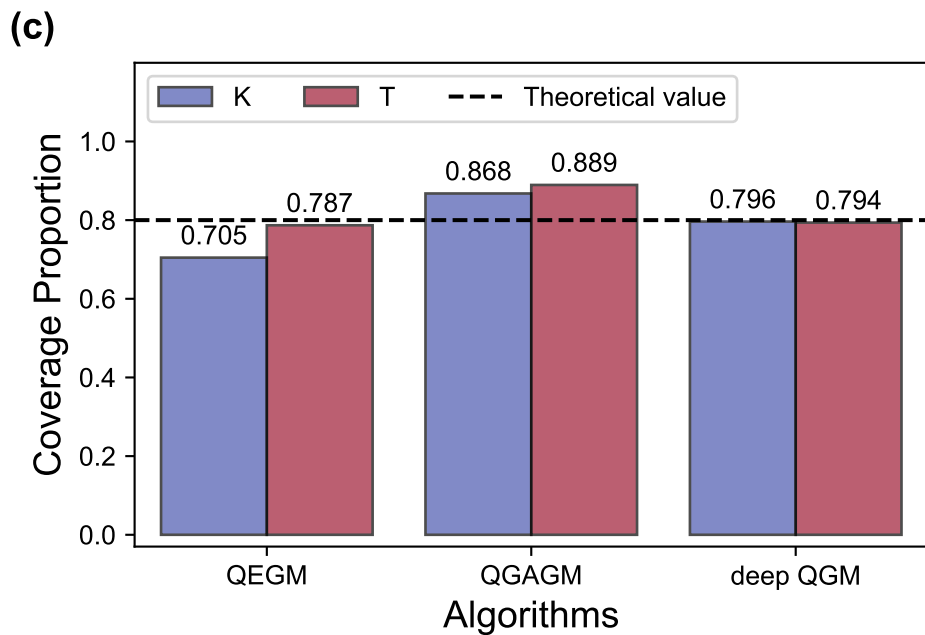 (c)
K T Theoretical value
Coverage Proportion
1.0
0.8
0.6
0.4
0.2
0.0
0.705 0.787 0.868 0.889 0.796 0.794
QEGM QGAGM deep QGM
Algorithms